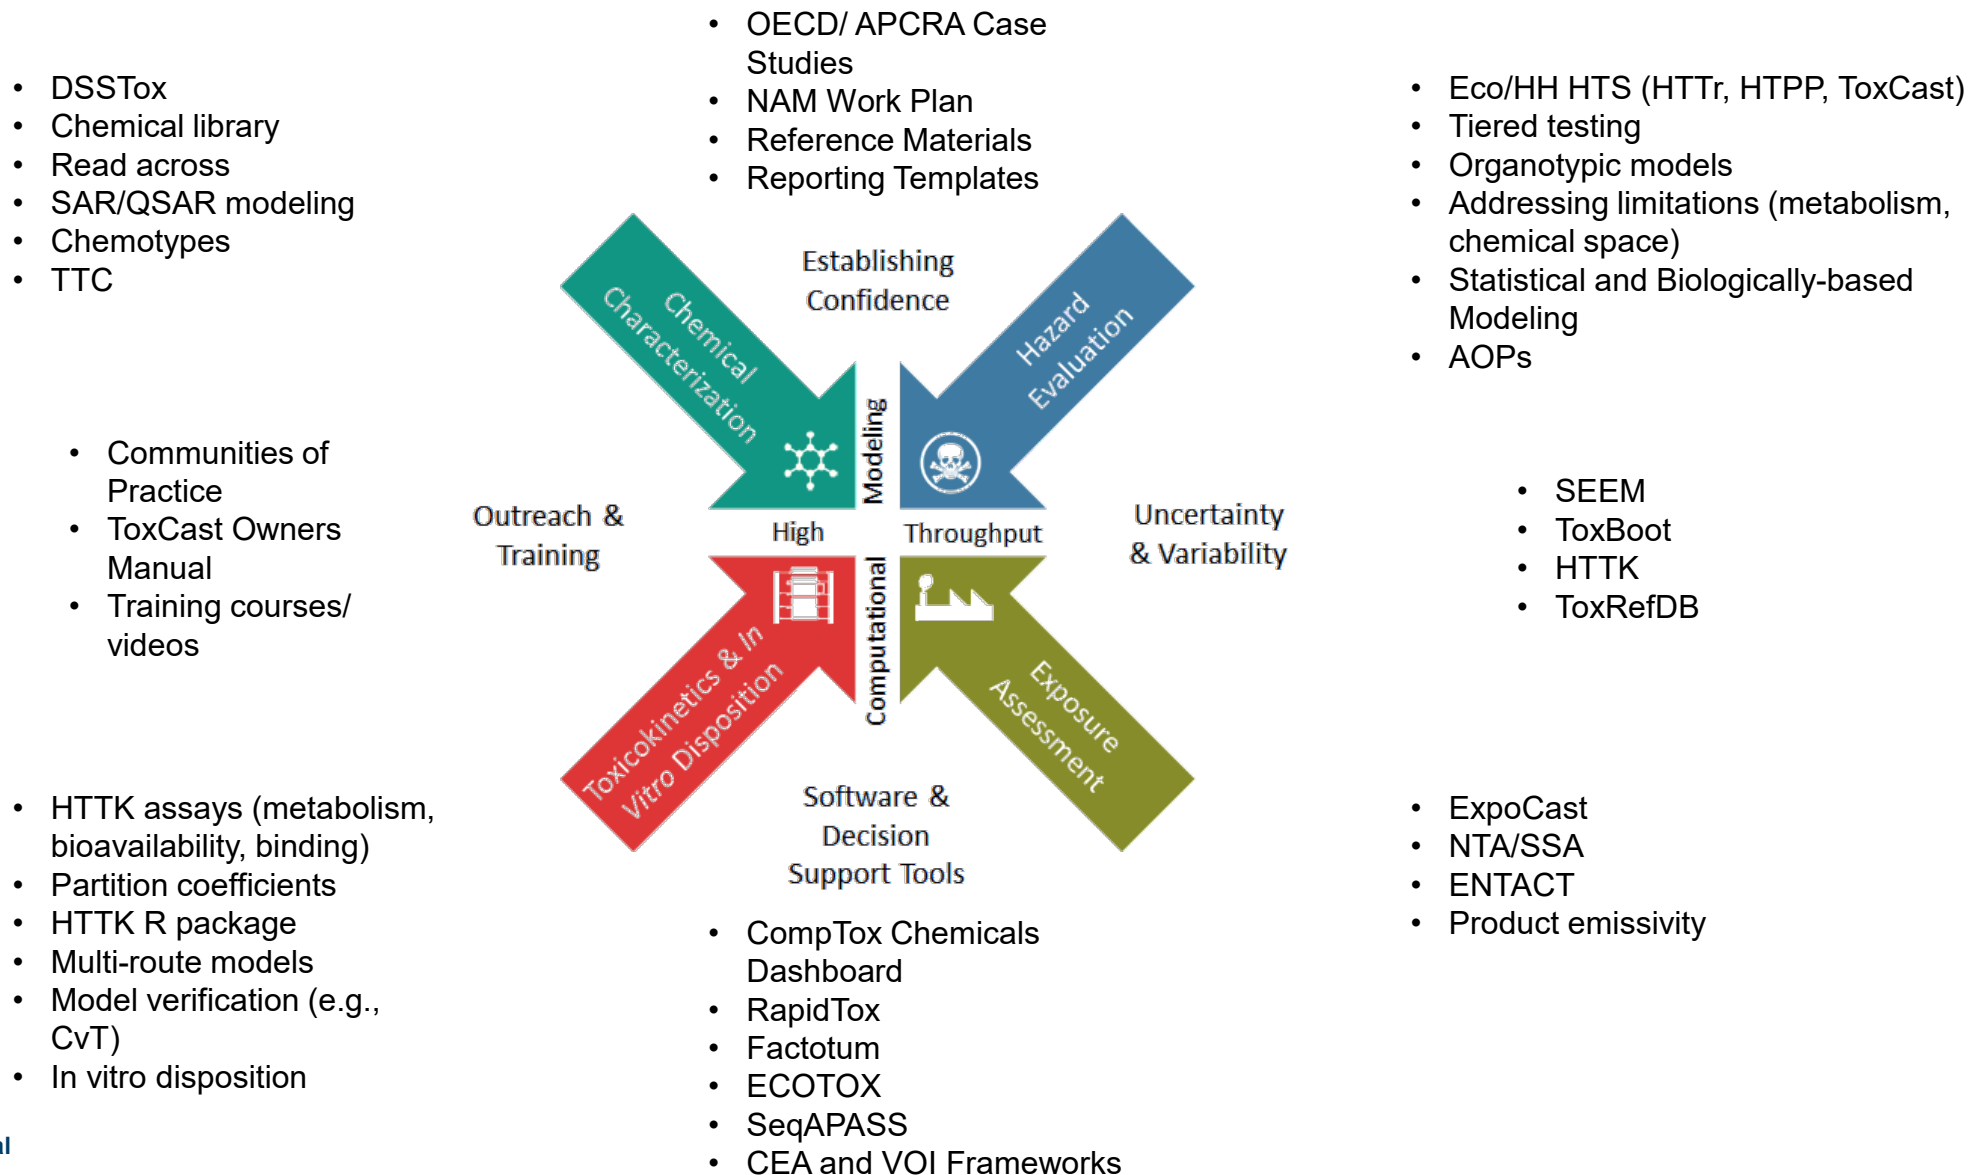 • OECD/ APCRA Case
Studies
• NAM Work Plan
• Reference Materials
• Reporting Templates
• DSSTox
• Chemical library
• Read across
• SAR/QSAR modeling
• Chemotypes
• TTC
• Eco/HH HTS (HTTr, HTPP, ToxCast)
• Tiered testing
• Organotypic models
• Addressing limitations (metabolism,
chemical space)
• Statistical and Biologically-based
Modeling
• AOPs
Establishing
Confidence
Chemical
Characterization
Hazard
Evaluation
Modeling
High
Throughput
Computational
• Communities of
Practice
• ToxCast Owners
Manual
• Training courses/
videos
Outreach &
Training
Uncertainty
& Variability
• SEEM
• ToxBoot
• HTTK
• ToxRefDB
Toxicokinetics & In
Vitro Disposition
Exposure
Assessment
Software &
Decision
Support Tools
• HTTK assays (metabolism,
bioavailability, binding)
• Partition coefficients
• HTTK R package
• Multi-route models
• Model verification (e.g.,
CvT)
• In vitro disposition
• CompTox Chemicals
Dashboard
• RapidTox
• Factotum
• ECOTOX
• SeqAPASS
• CEA and VOI Frameworks
• ExpoCast
• NTA/SSA
• ENTACT
• Product emissivity